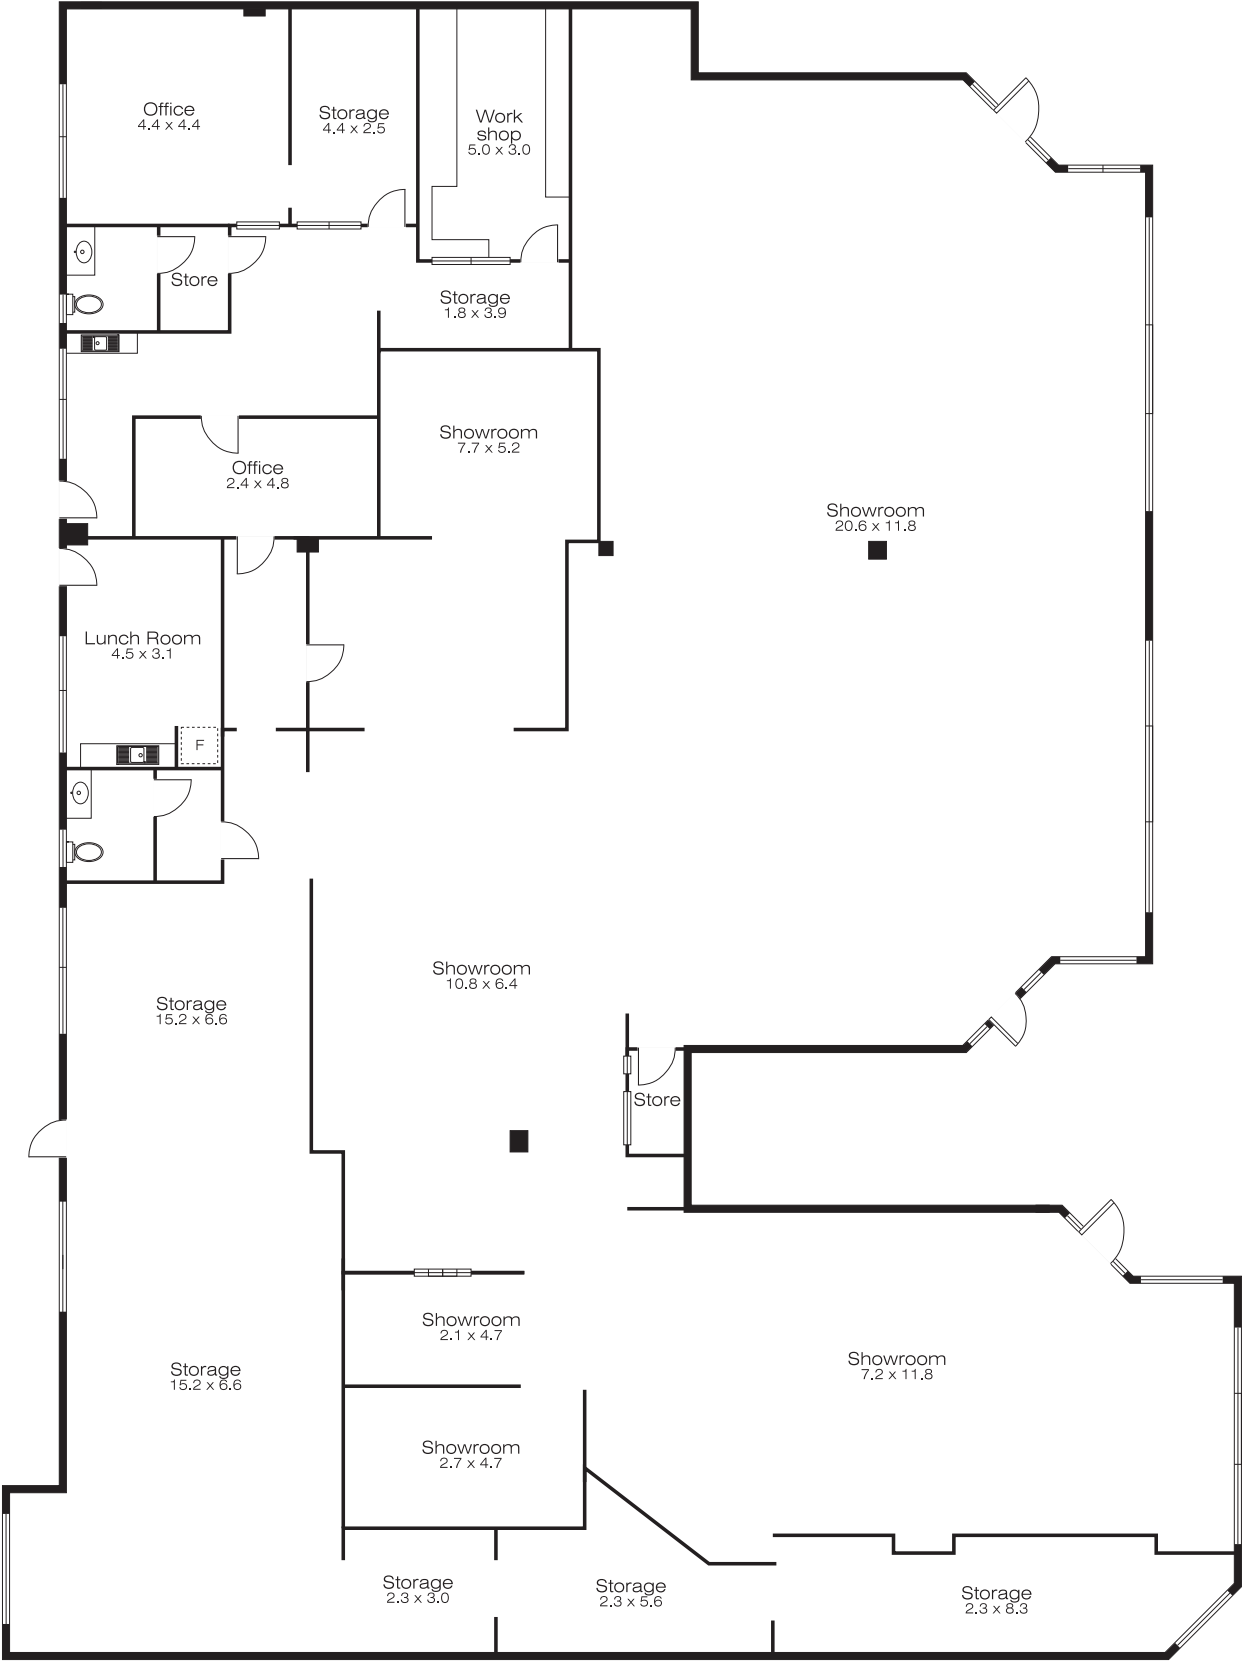 Office
4.4 x 4.4
Storage
4.4 x 2.5
Work
shop
5.0 x 3.0
Store
Storage
1.8 x 3.9
Showroom
7.7 x 5.2
Office
2.4 x 4.8
Showroom
20.6 x 11.8
Lunch Room
4.5 x 3.1
F
Showroom
10.8 x 6.4
Storage
15.2 x 6.6
Store
Showroom
2.1 x 4.7
Showroom
7.2 x 11.8
Storage
15.2 x 6.6
Showroom
2.7 x 4.7
Storage
2.3 x 3.0
Storage
2.3 x 5.6
Storage
2.3 x 8.3